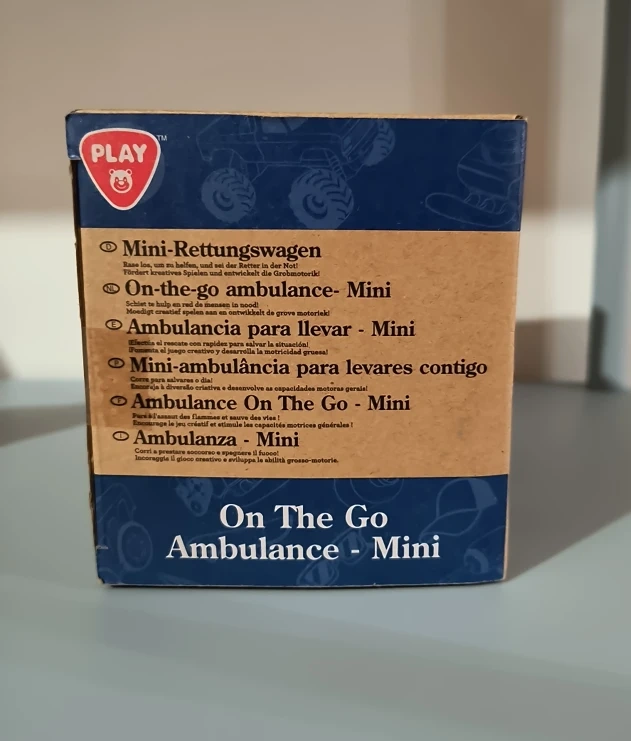 PLAY
TM
D Mini-Rettungswagen
Rase los, um zu helfen, und sei der Retter in der Not!
Fördert kreatives Spielen und entwickelt die Grobmotorik!
NL On-the-go ambulance- Mini
Schiet te hulp en red de mensen in nood!
Moedigt creatief spelen aan en ontwikkelt de grove motoriek!
E Ambulancia para llevar - Mini
¡Efectúa el rescate con rapidez para salvar la situación!
¡Fomenta el juego creativo y desarrolla la motricidad gruesa!
P Mini-ambulância para levares contigo
Corre para salvares o dia!
Encoraja à diversão criativa e desenvolve as capacidades motoras gerais!
F Ambulance On The Go - Mini
Pars à l'assaut des flammes et sauve des vies !
Encourage le jeu créatif et stimule les capacités motrices générales !
I Ambulanza - Mini
Corri a prestare soccorso e spegnere il fuoco!
Incoraggia il gioco creativo e sviluppa le abilità grosso-motorie.
On The Go
Ambulance - Mini